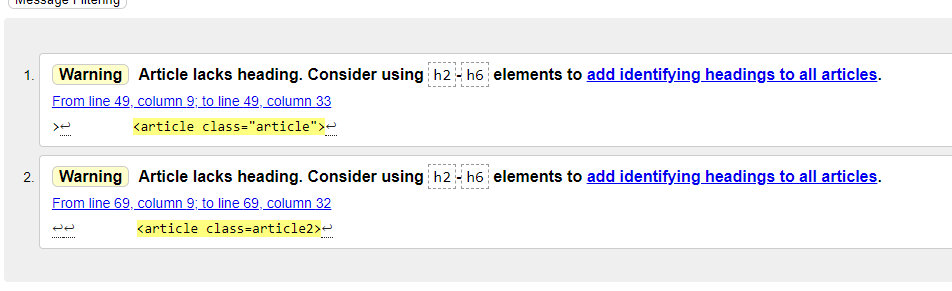 Message Filtering
1. Warning Article lacks heading. Consider using h2-h6 elements to add identifying headings to all articles.
From line 49, column 9; to line 49, column 33
>↩ <article class="article">↩
2. Warning Article lacks heading. Consider using h2-h6 elements to add identifying headings to all articles.
From line 69, column 9; to line 69, column 32
↩↩ <article class=article2>↩